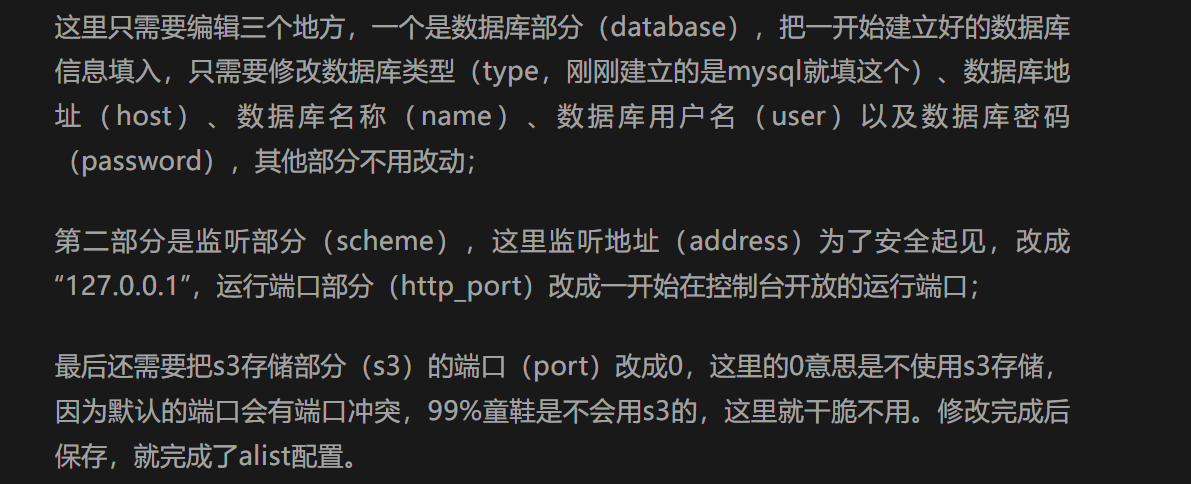 这里只需要编辑三个地方，一个是数据库部分（database），把一开始建立好的数据库
信息填入，只需要修改数据库类型（type，刚刚建立的是mysql就填这个）、数据库地
址（host）、数据库名称（name）、数据库用户名（user）以及数据库密码
（password），其他部分不用改动；
第二部分是监听部分（scheme），这里监听地址（address）为了安全起见，改成
“127.0.0.1”，运行端口部分（http_port）改成一开始在控制台开放的运行端口；
最后还需要把s3存储部分（s3）的端口（port）改成0，这里的0意思是不使用s3存储，
因为默认的端口会有端口冲突，99%童鞋是不会用s3的，这里就干脆不用。修改完成后
保存，就完成了alist配置。